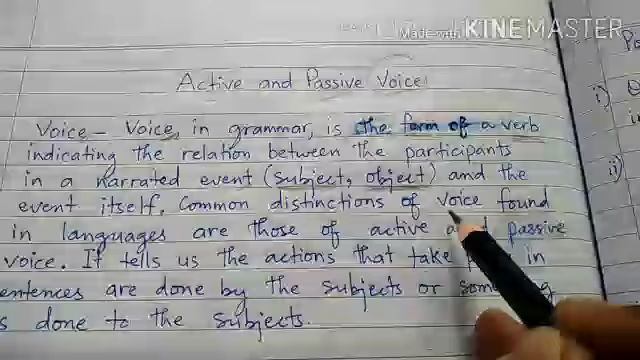 Made with KINEMASTER
Active and Passive Voice
Voice – Voice, in grammar, is the form of a verb
indicating the relation between the participants
in a narrated event (subject, object) and the
event itself. Common distinctions of voice found
in languages are those of active and passive
voice. It tells us the actions that take in
entences are done by the subjects or
s done to the subjects.
i)
ii)